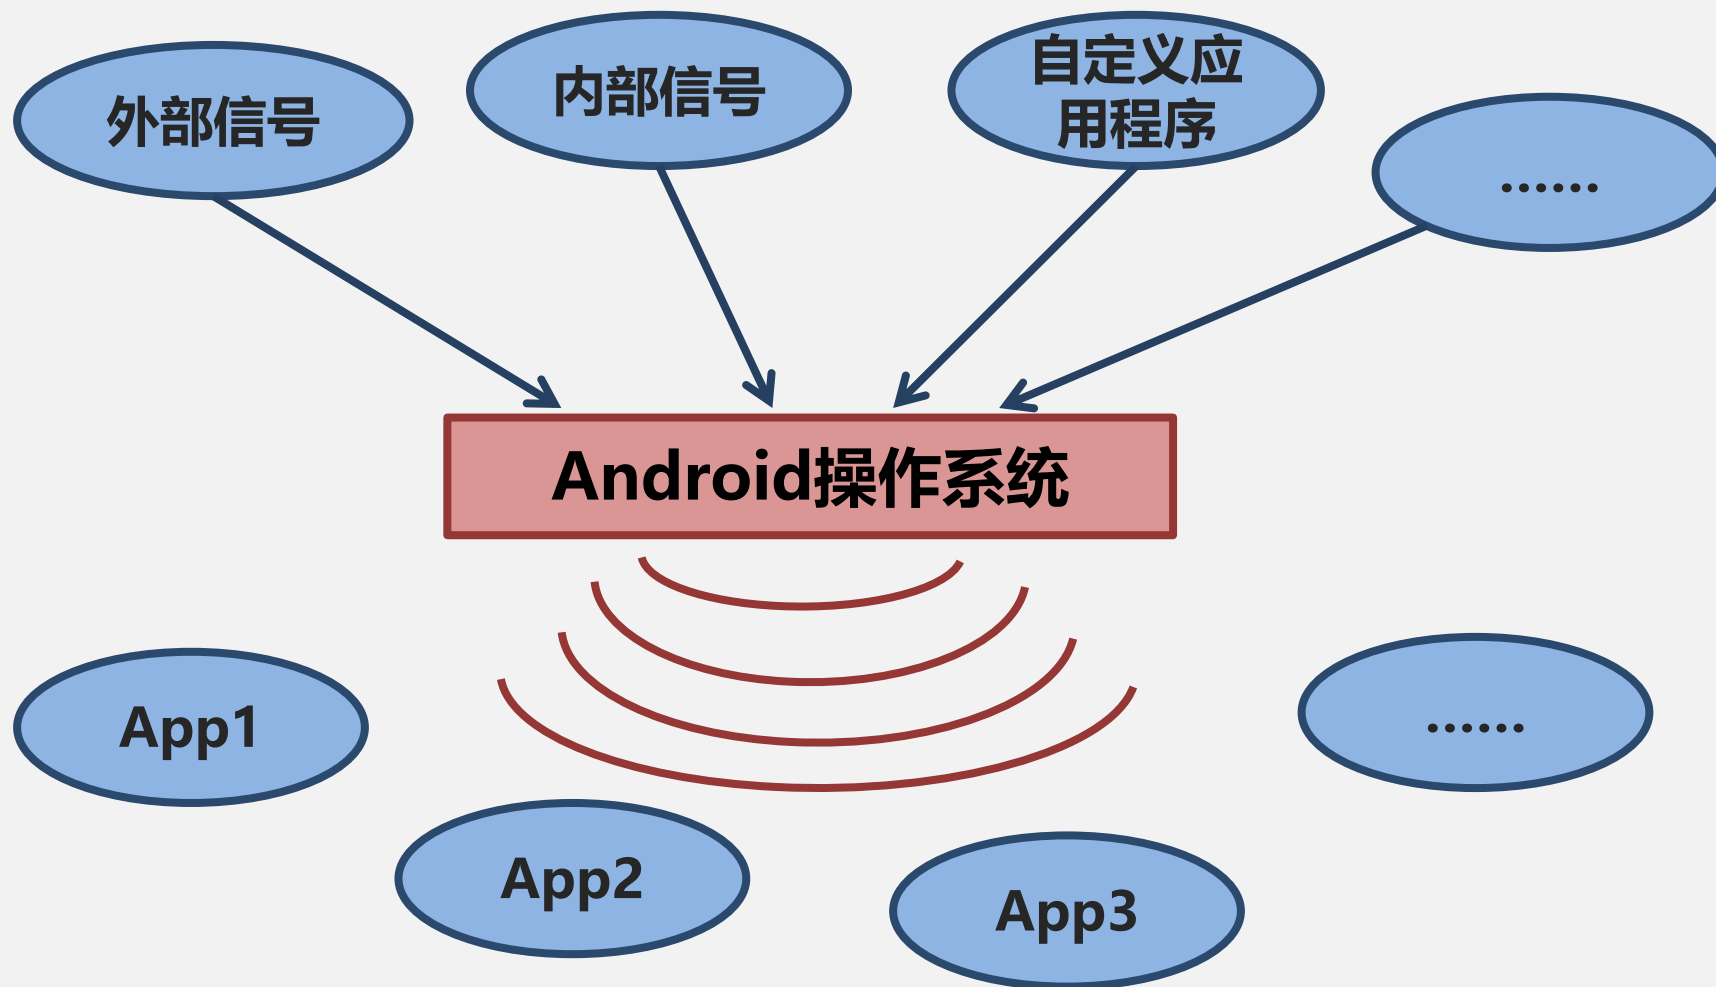 外部信号
内部信号
自定义应
用程序
......
Android操作系统
App1
App2
App3
......